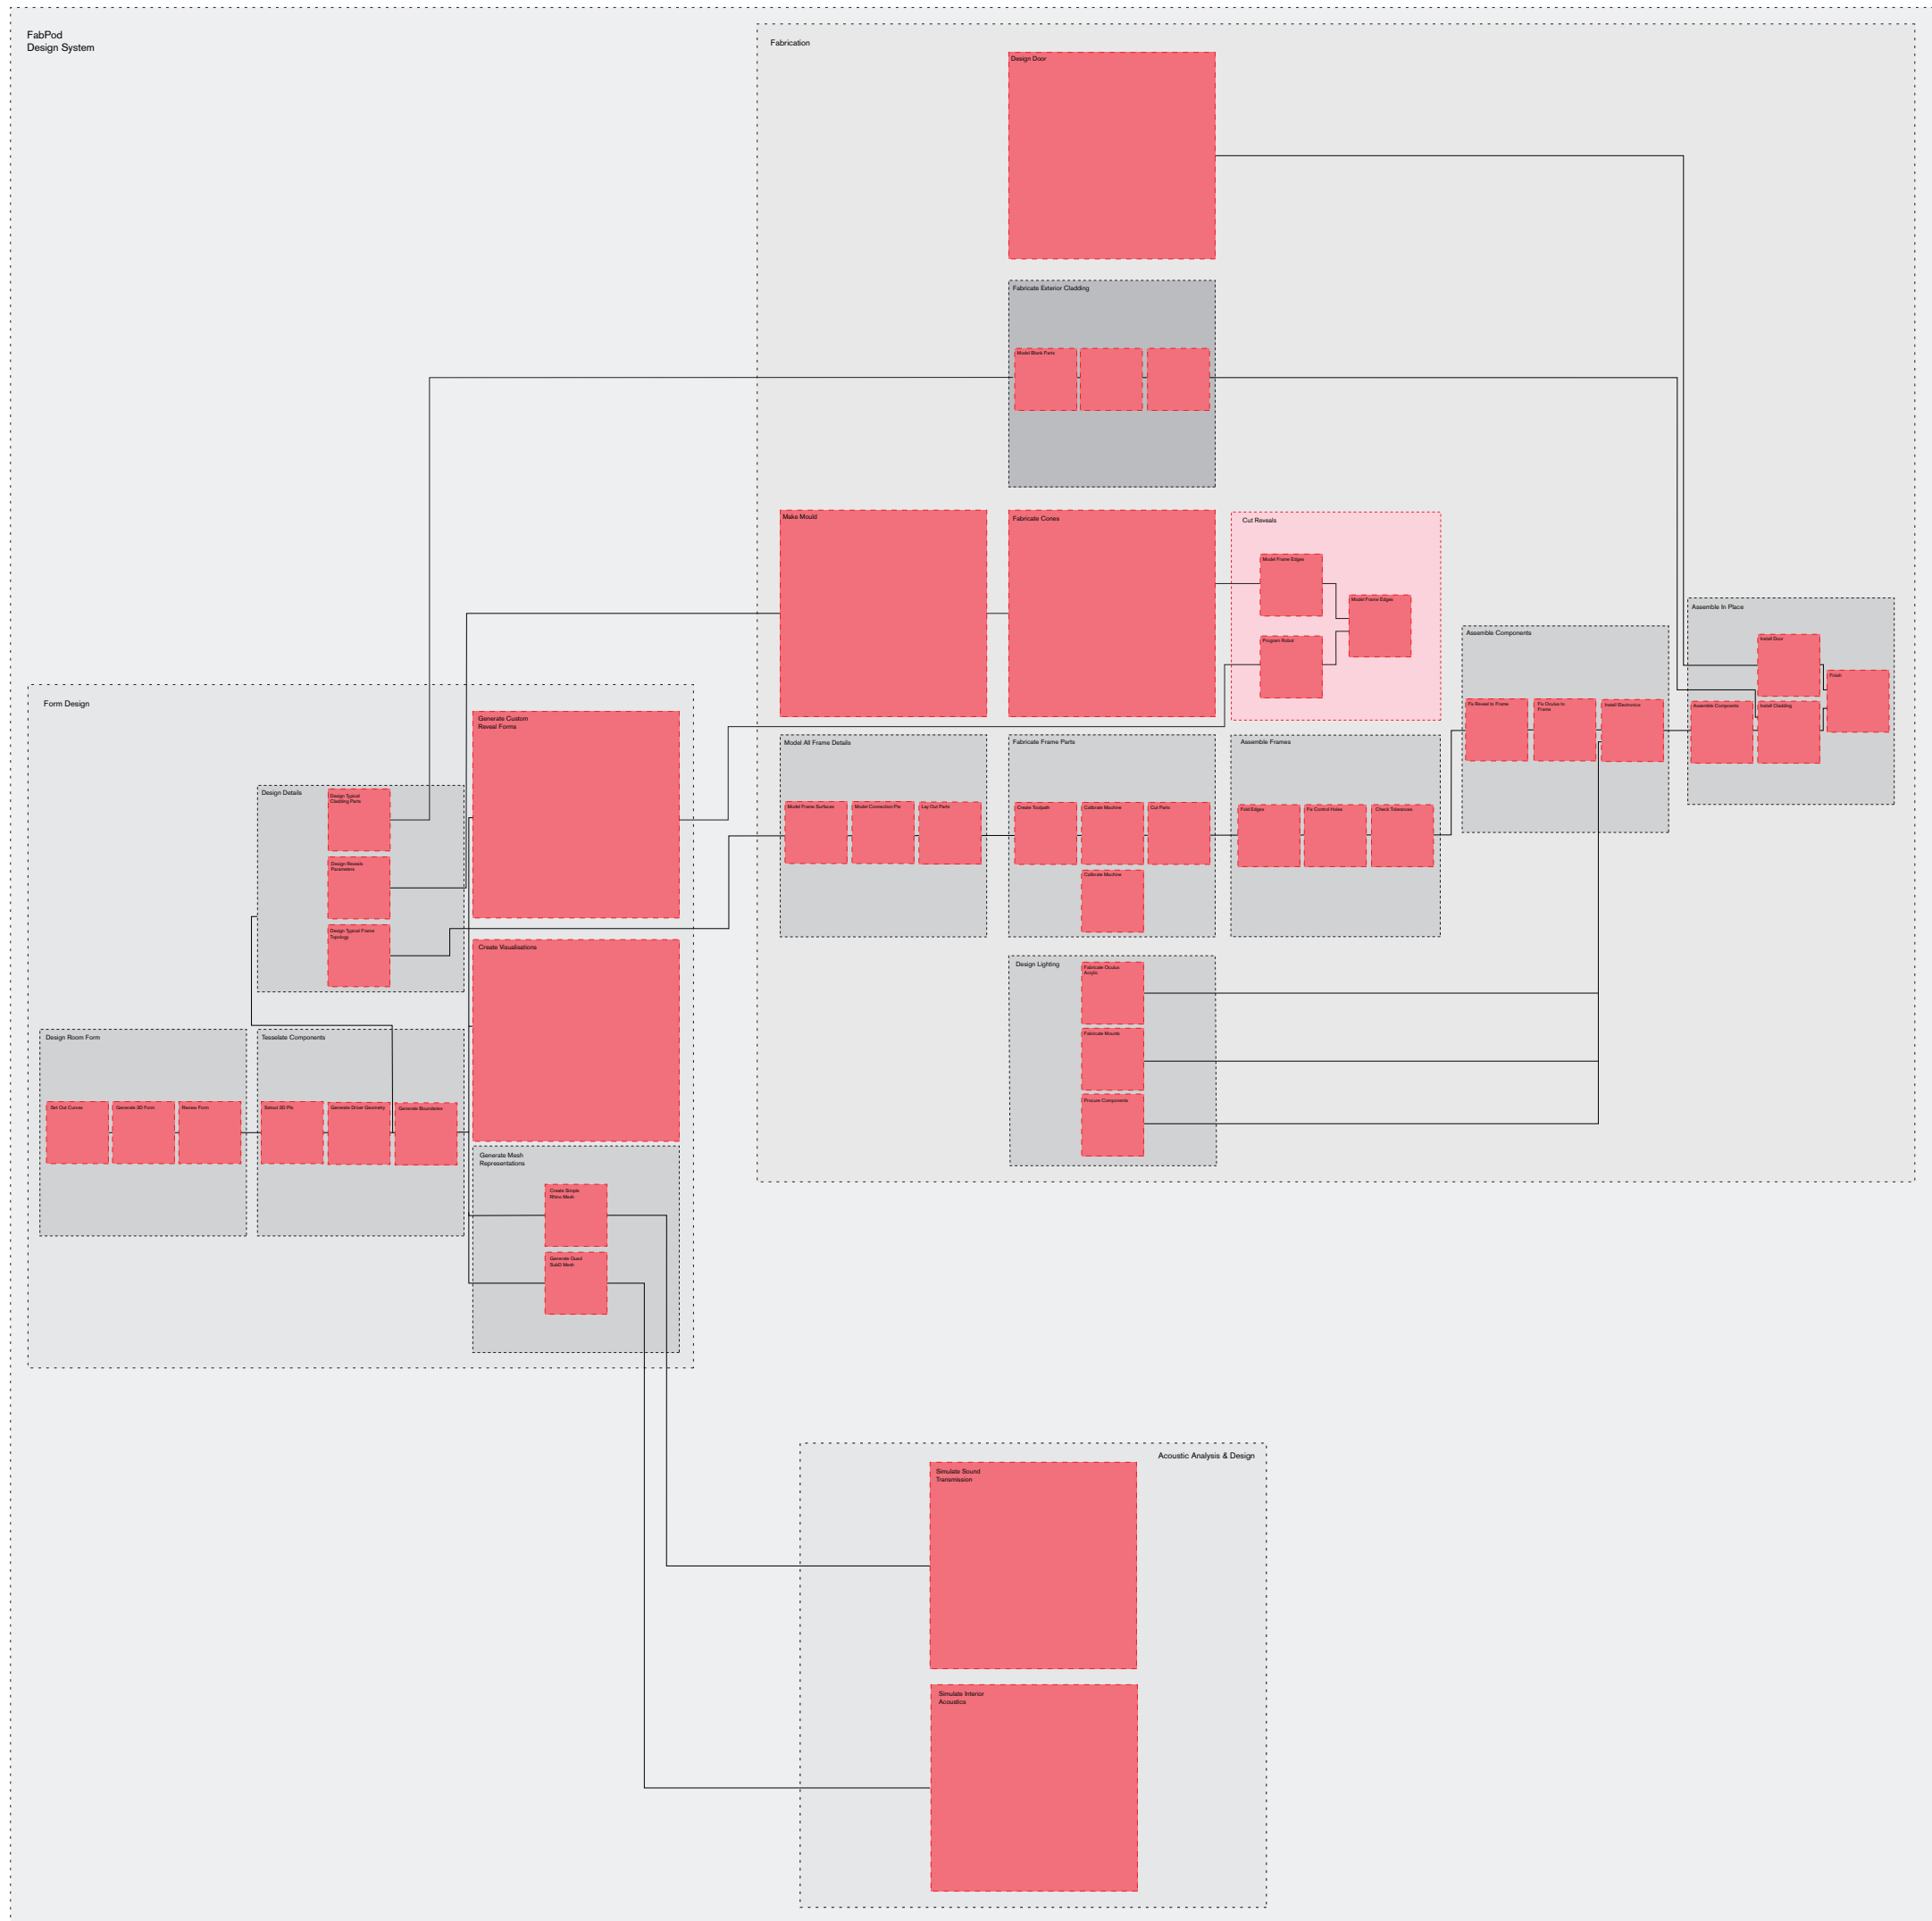 FabPod
Design System
Fabrication
Design Door
Fabricate Exterior Cladding
Model Blank Parts
Make Mould
Fabricate Cones
Cut Reveals
Model Frame Edges
Model Frame Edges
Program Robot
Assemble In Place
Install Door
Finish
Assemble Components
Install Cladding
Assemble Components
Fix Reveal to Frame
Fix Oculus to
Frame
Install Electronics
Form Design
Generate Custom
Reveal Forms
Model All Frame Details
Model Frame Surfaces
Model Connection Pts
Lay Out Parts
Fabricate Frame Parts
Create Toolpath
Calibrate Machine
Cut Parts
Calibrate Machine
Assemble Frames
Fold Edges
Fix Control Holes
Check Tolerances
Design Details
Design Typical
Cladding Parts
Design Reveals
Parameters
Design Typical Frame
Topology
Create Visualisations
Design Lighting
Fabricate Oculus
Acrylic
Fabricate Mounts
Procure Components
Design Room Form
Set Out Curves
Generate 3D Form
Review Form
Tesselate Components
Setout 2D Pts
Generate Driver Geometry
Generate Boundaries
Generate Mesh
Representations
Create Simple
Rhino Mesh
Generate Quad
SubD Mesh
Acoustic Analysis & Design
Simulate Sound
Transmission
Simulate Interior
Acoustics